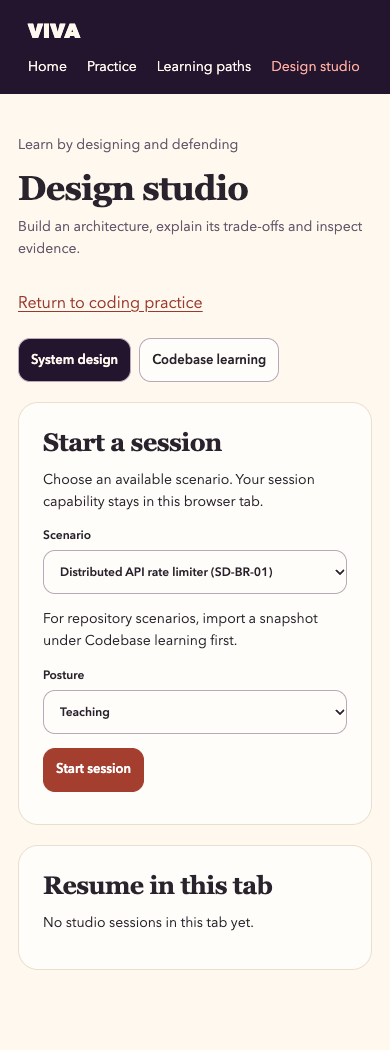 VIVA
Home Practice Learning paths Design studio
Learn by designing and defending
Design studio
Build an architecture, explain its trade-offs and inspect
evidence.
Return to coding practice
System design Codebase learning
Start a session
Choose an available scenario. Your session
capability stays in this browser tab.
Scenario
Distributed API rate limiter (SD-BR-01)
For repository scenarios, import a snapshot
under Codebase learning first.
Posture
Teaching
Start session
Resume in this tab
No studio sessions in this tab yet.